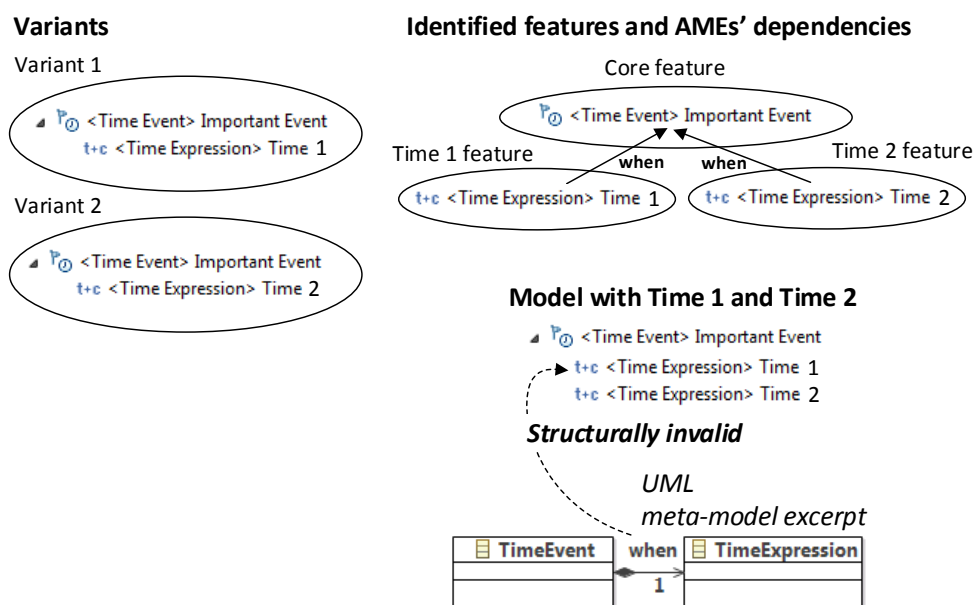 Variants
Variant 1
<Time Event> Important Event
t+c <Time Expression> Time 1
Variant 2
<Time Event> Important Event
t+c <Time Expression> Time 2
Identified features and AMEs’ dependencies
Core feature
<Time Event> Important Event
Time 1 feature
when
when
Time 2 feature
t+c <Time Expression> Time 1
t+c <Time Expression> Time 2
Model with Time 1 and Time 2
<Time Event> Important Event
t+c <Time Expression> Time 1
t+c <Time Expression> Time 2
Structurally invalid
UML
meta-model excerpt
TimeEvent
when
TimeExpression
1